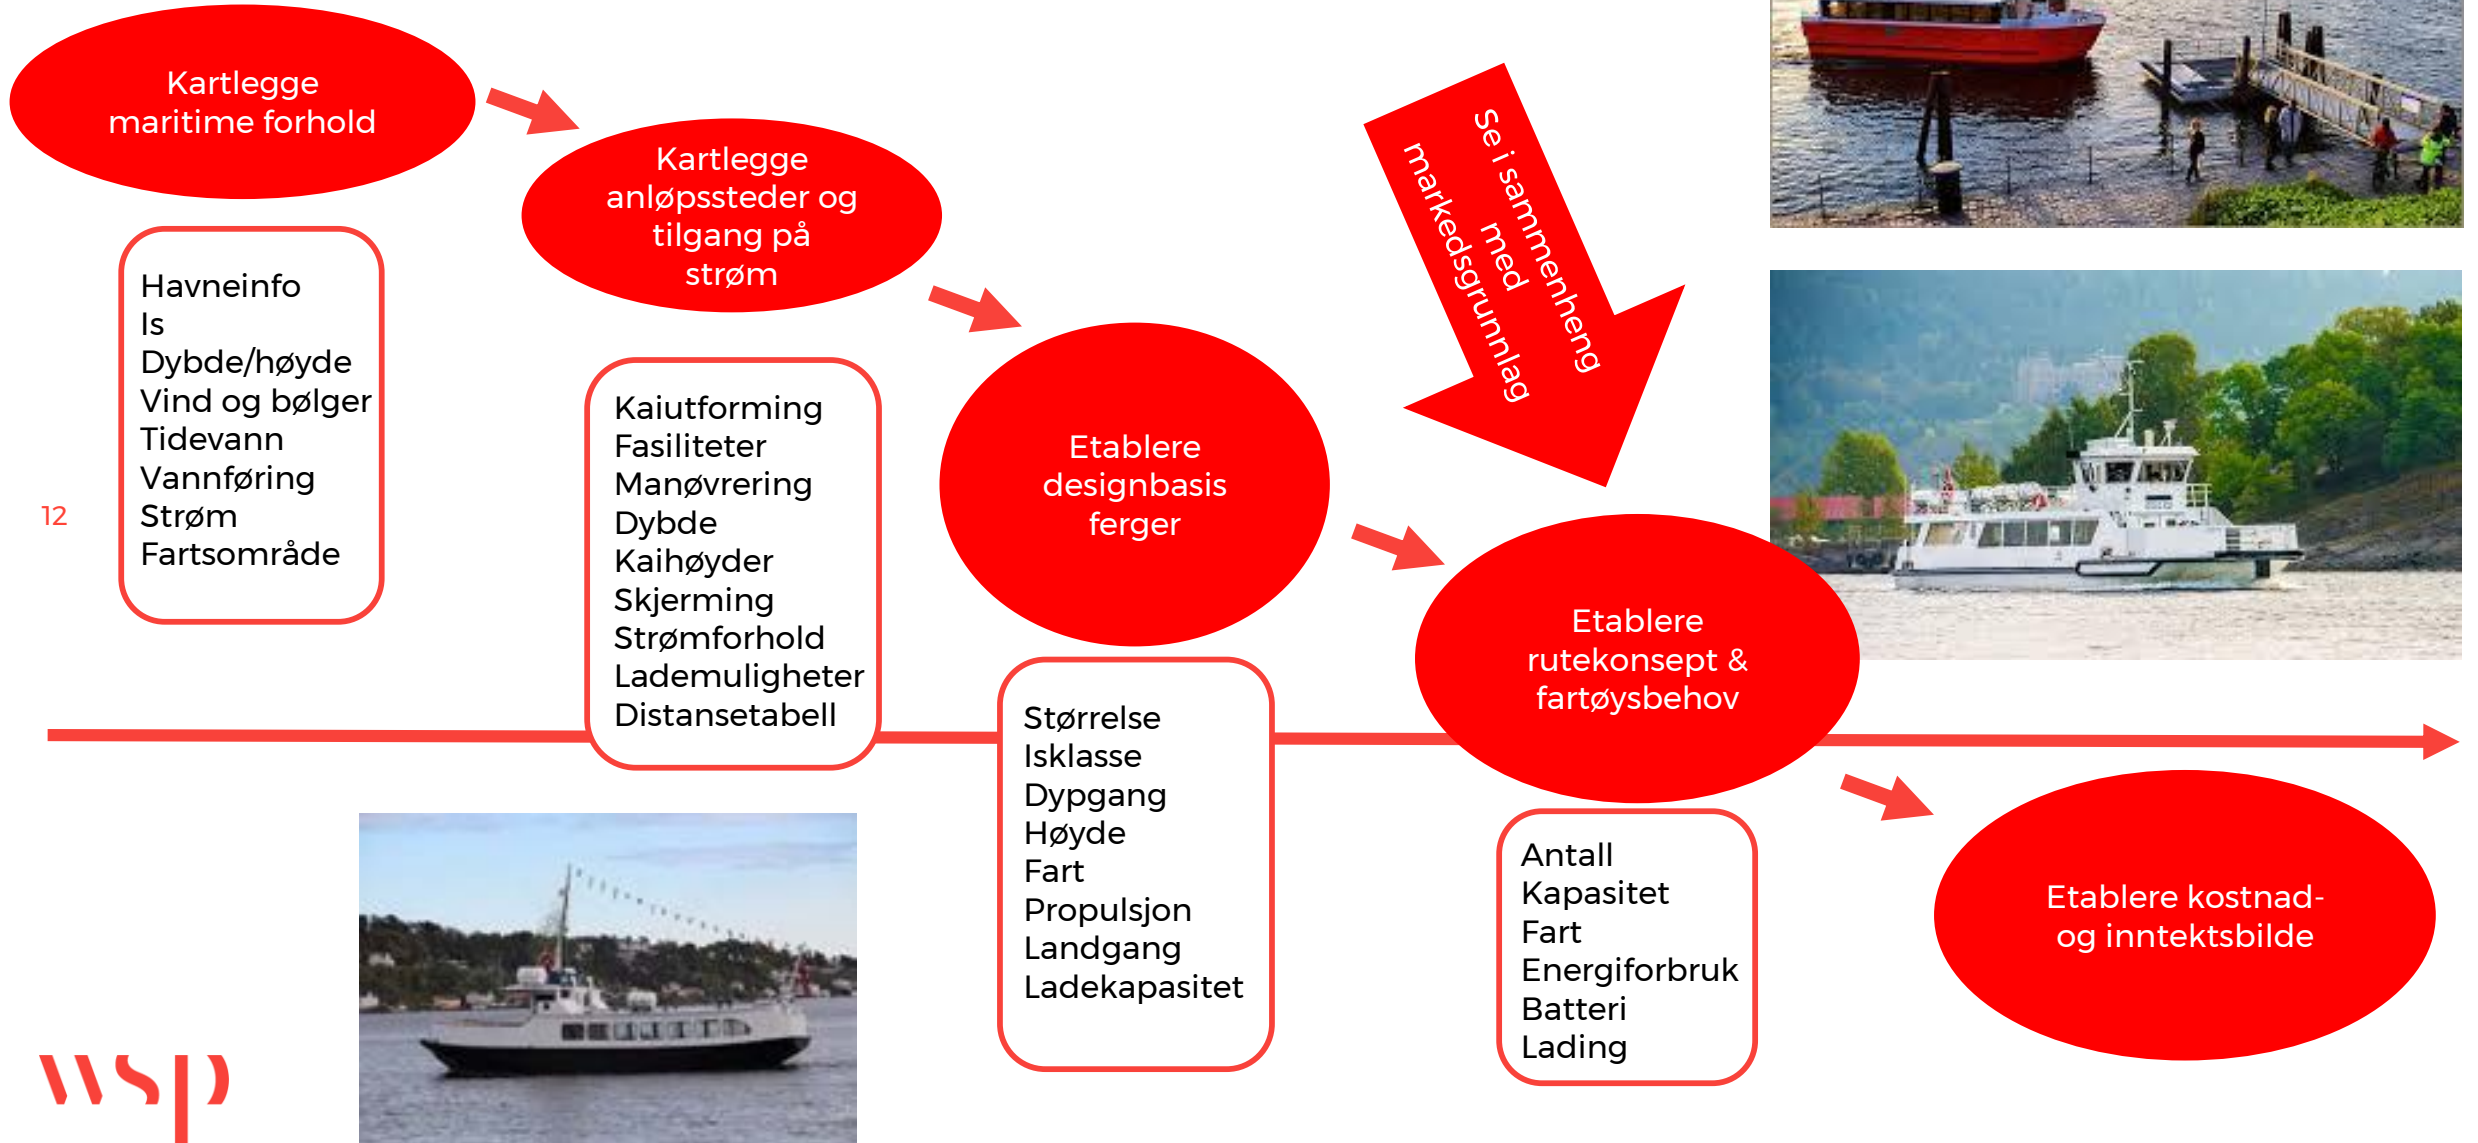 Kartlegge
maritime forhold
Havneinfo
Is
Dybde/høyde
Vind og bølger
Tidevann
Vannføring
Strøm
Fartsområde
Kartlegge
anløpssteder og
tilgang på
strøm
Kaiutforming
Fasiliteter
Manøvrering
Dybde
Kaihøyder
Skjerming
Strømforhold
Lademuligheter
Distansetabell
Etablere
designbasis
ferger
Størrelse
Isklasse
Dypgang
Høyde
Fart
Propulsjon
Landgang
Ladekapasitet
Se i sammenheng
med
markedsgrunnlag
Etablere
rutekonsept &
fartøysbehov
Antall
Kapasitet
Fart
Energiforbruk
Batteri
Lading
Etablere kostnad-
og inntektsbilde
12
wsp